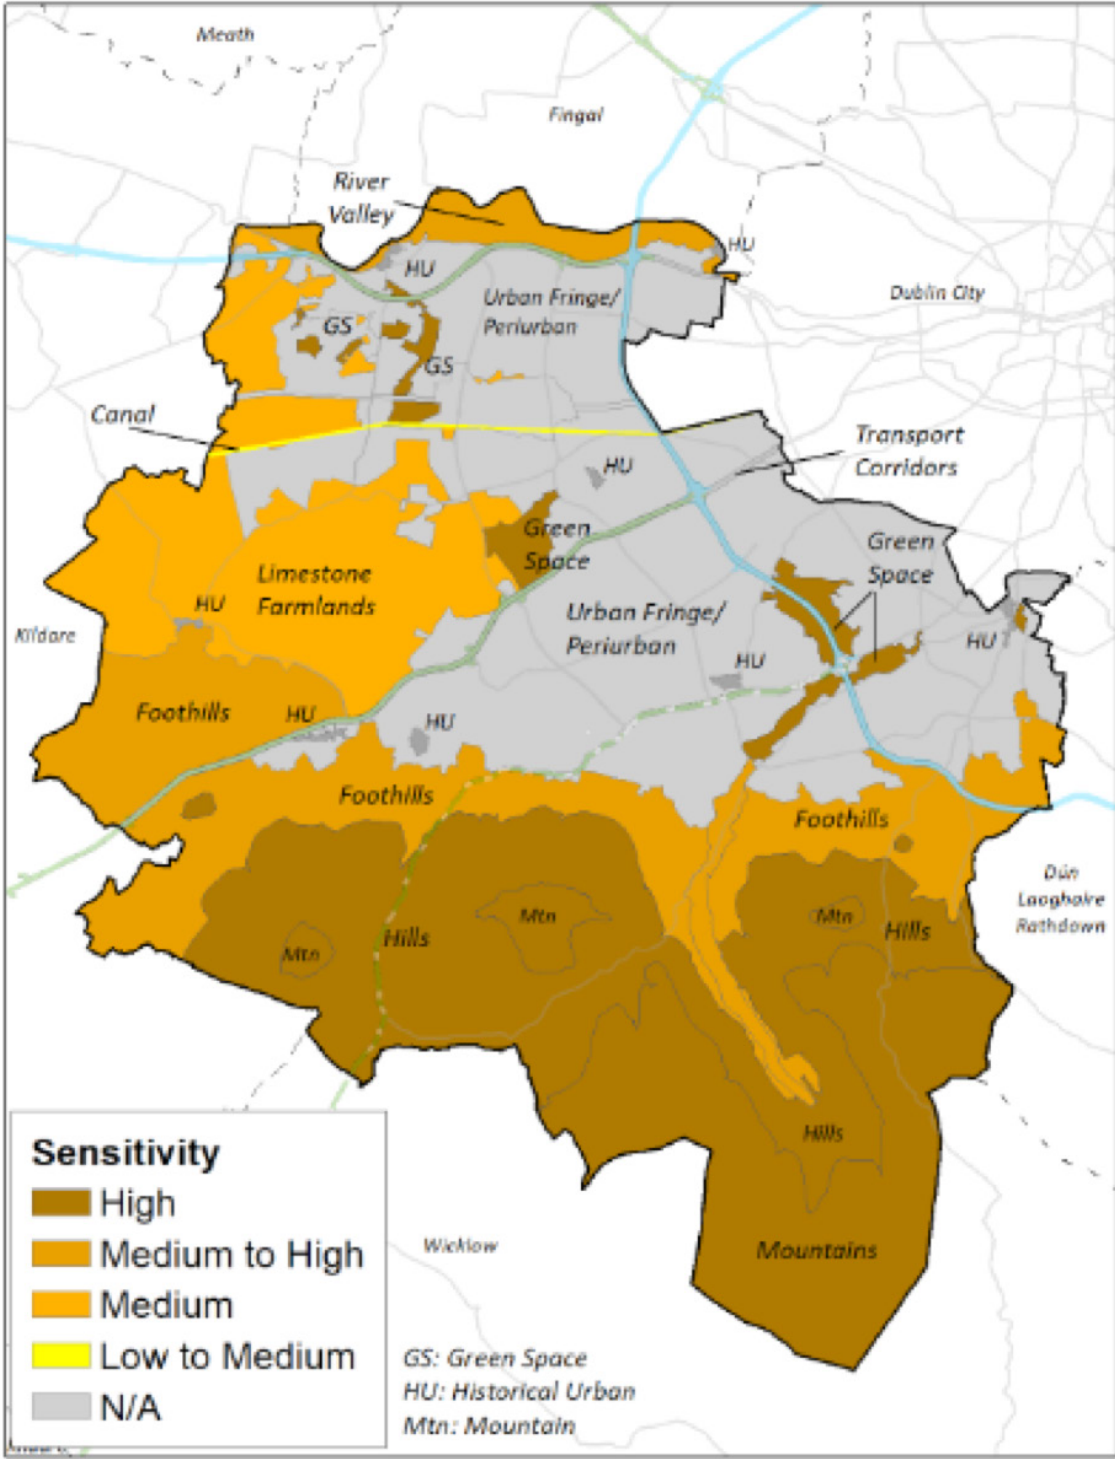 Meath
Fingal
River
Valley
HU
HU
Dublin City
Urban Fringe/
Periurban
GS
GS
Canal
Transport
Corridors
HU
Green
Space
Green
Space
Limestone
Farmlands
HU
Kildare
Urban Fringe/
Periurban
HU
HU
Foothills
HU
HU
Foothills
Foothills
Dún
Laoghaire
Rathdown
Mtn
Mtn
Hills
Hills
Mtn
Hills
Mountains
Wicklow
Sensitivity
High
Medium to High
Medium
Low to Medium
N/A
GS: Green Space
HU: Historical Urban
Mtn: Mountain